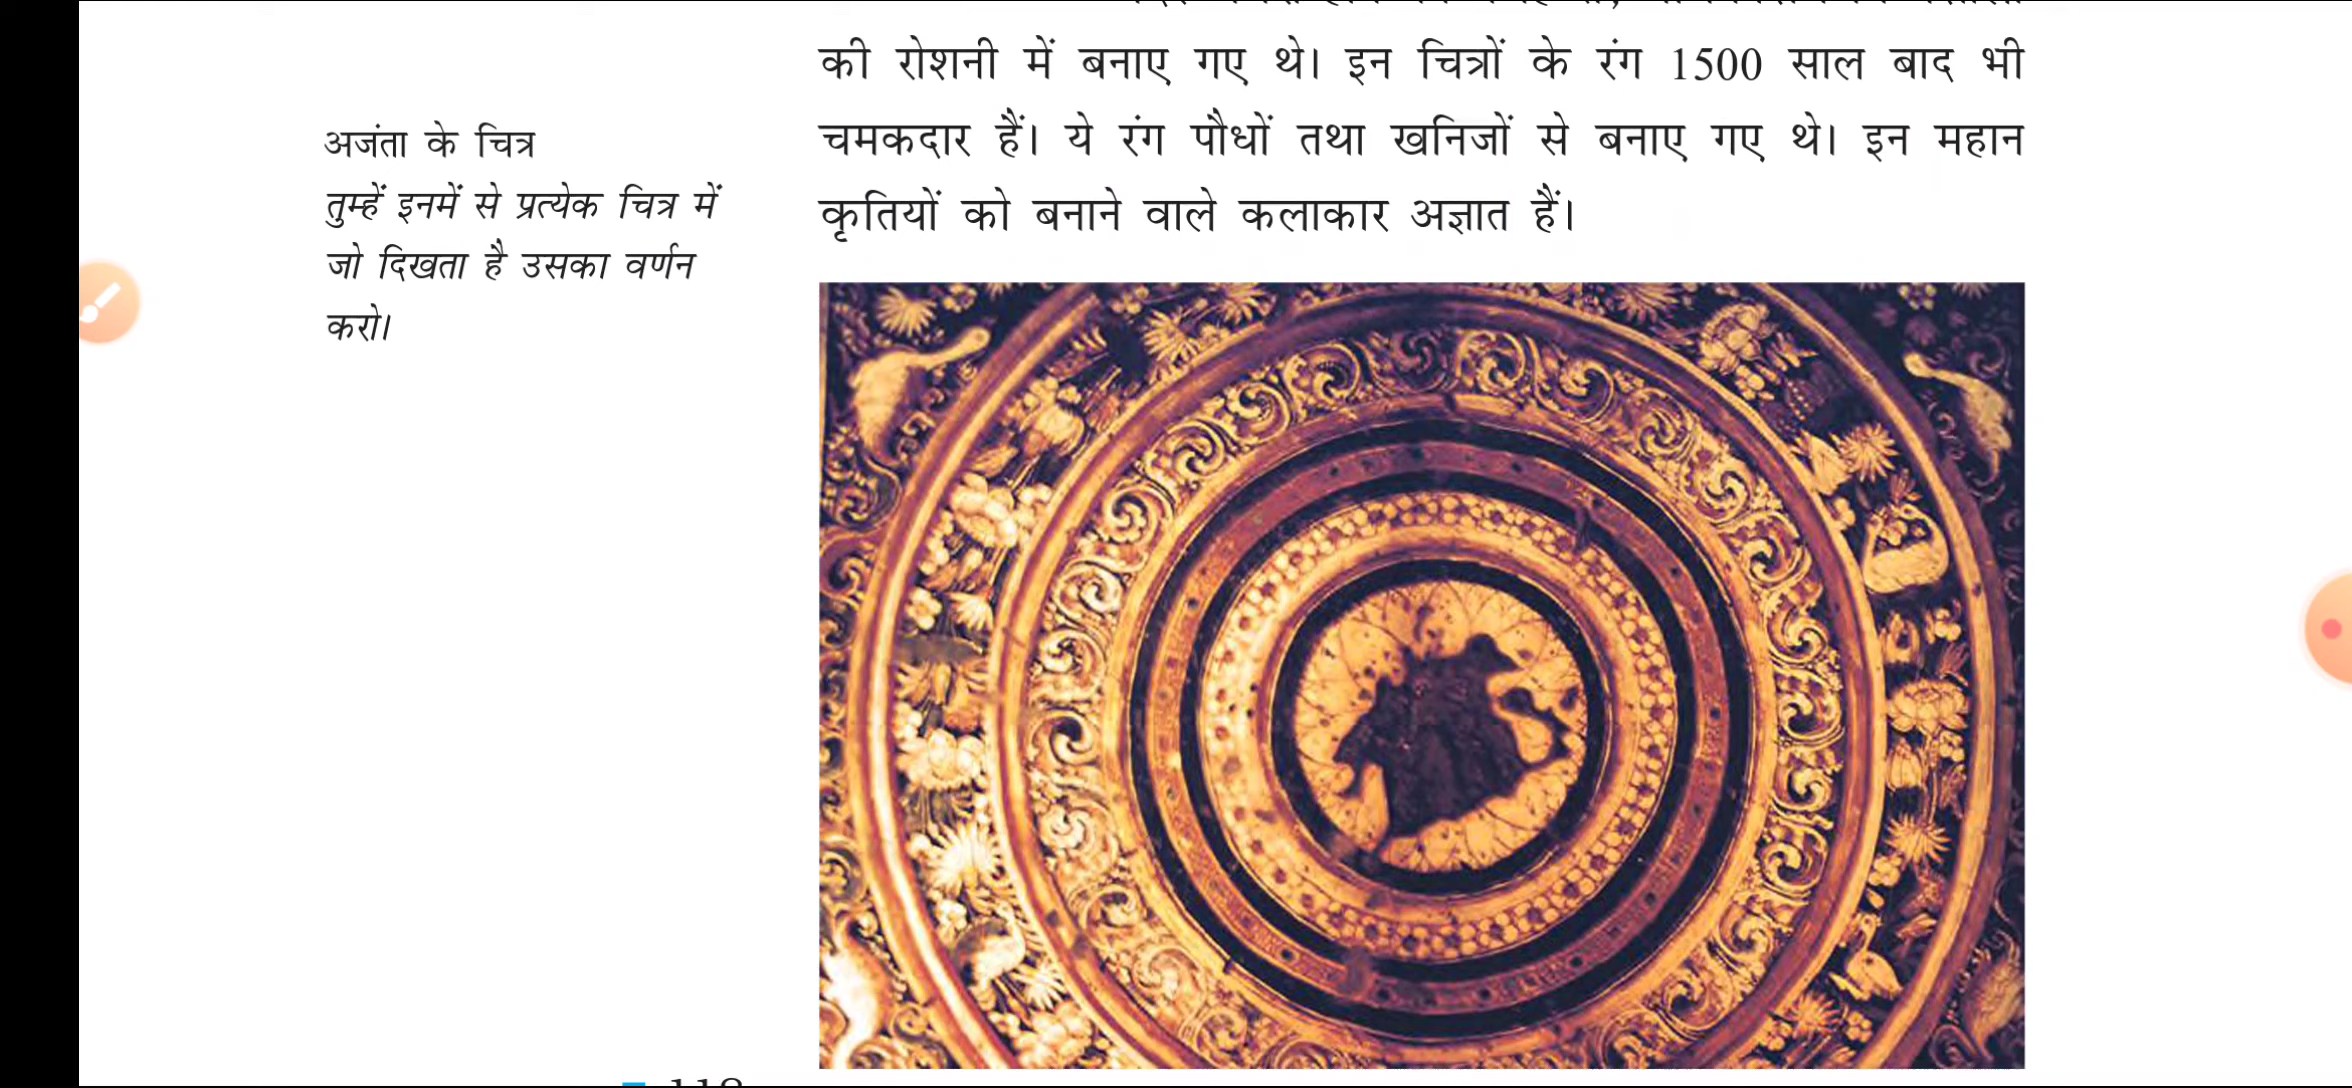 की रोशनी में बनाए गए थे। इन चित्रों के रंग 1500 साल बाद भी
चमकदार हैं। ये रंग पौधों तथा खनिजों से बनाए गए थे। इन महान
कृतियों को बनाने वाले कलाकार अज्ञात हैं।
अजंता के चित्र
तुम्हें इनमें से प्रत्येक चित्र में
जो दिखता है उसका वर्णन
करो।